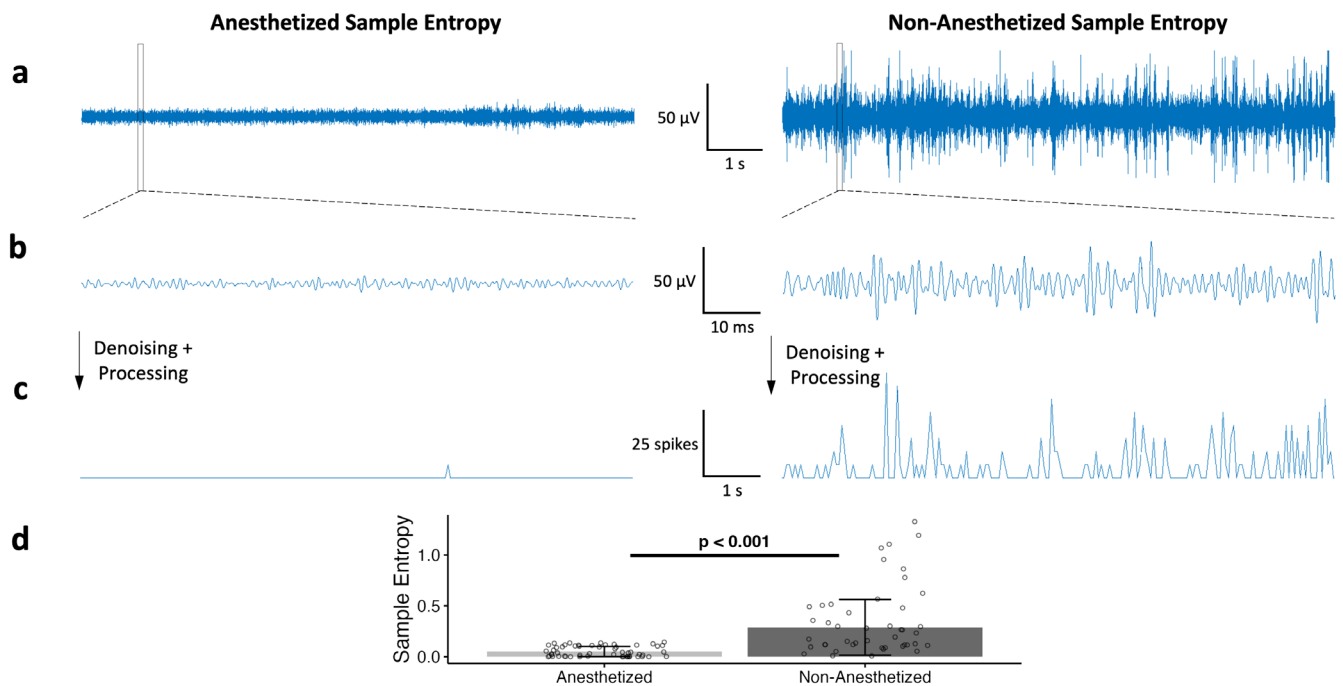 Anesthetized Sample Entropy
Non-Anesthetized Sample Entropy
a
50 µV
1 s
b
50 µV
10 ms
Denoising +
Processing
Denoising +
Processing
c
25 spikes
1 s
d
Sample Entropy
1.0
0.5
0.0
p < 0.001
Anesthetized
Non-Anesthetized